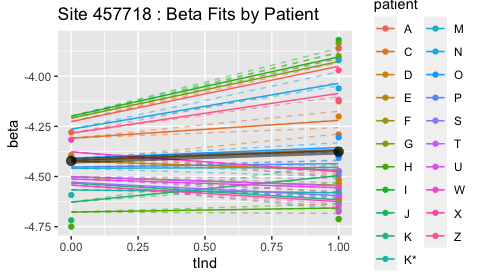 Site 457718 : Beta Fits by Patient
beta
-4.00
-4.25
-4.50
-4.75
0.00 0.25 0.50 0.75 1.00
tInd
patient
A
C
D
E
F
G
H
I
J
K
K*
M
N
O
P
S
T
U
W
X
Z